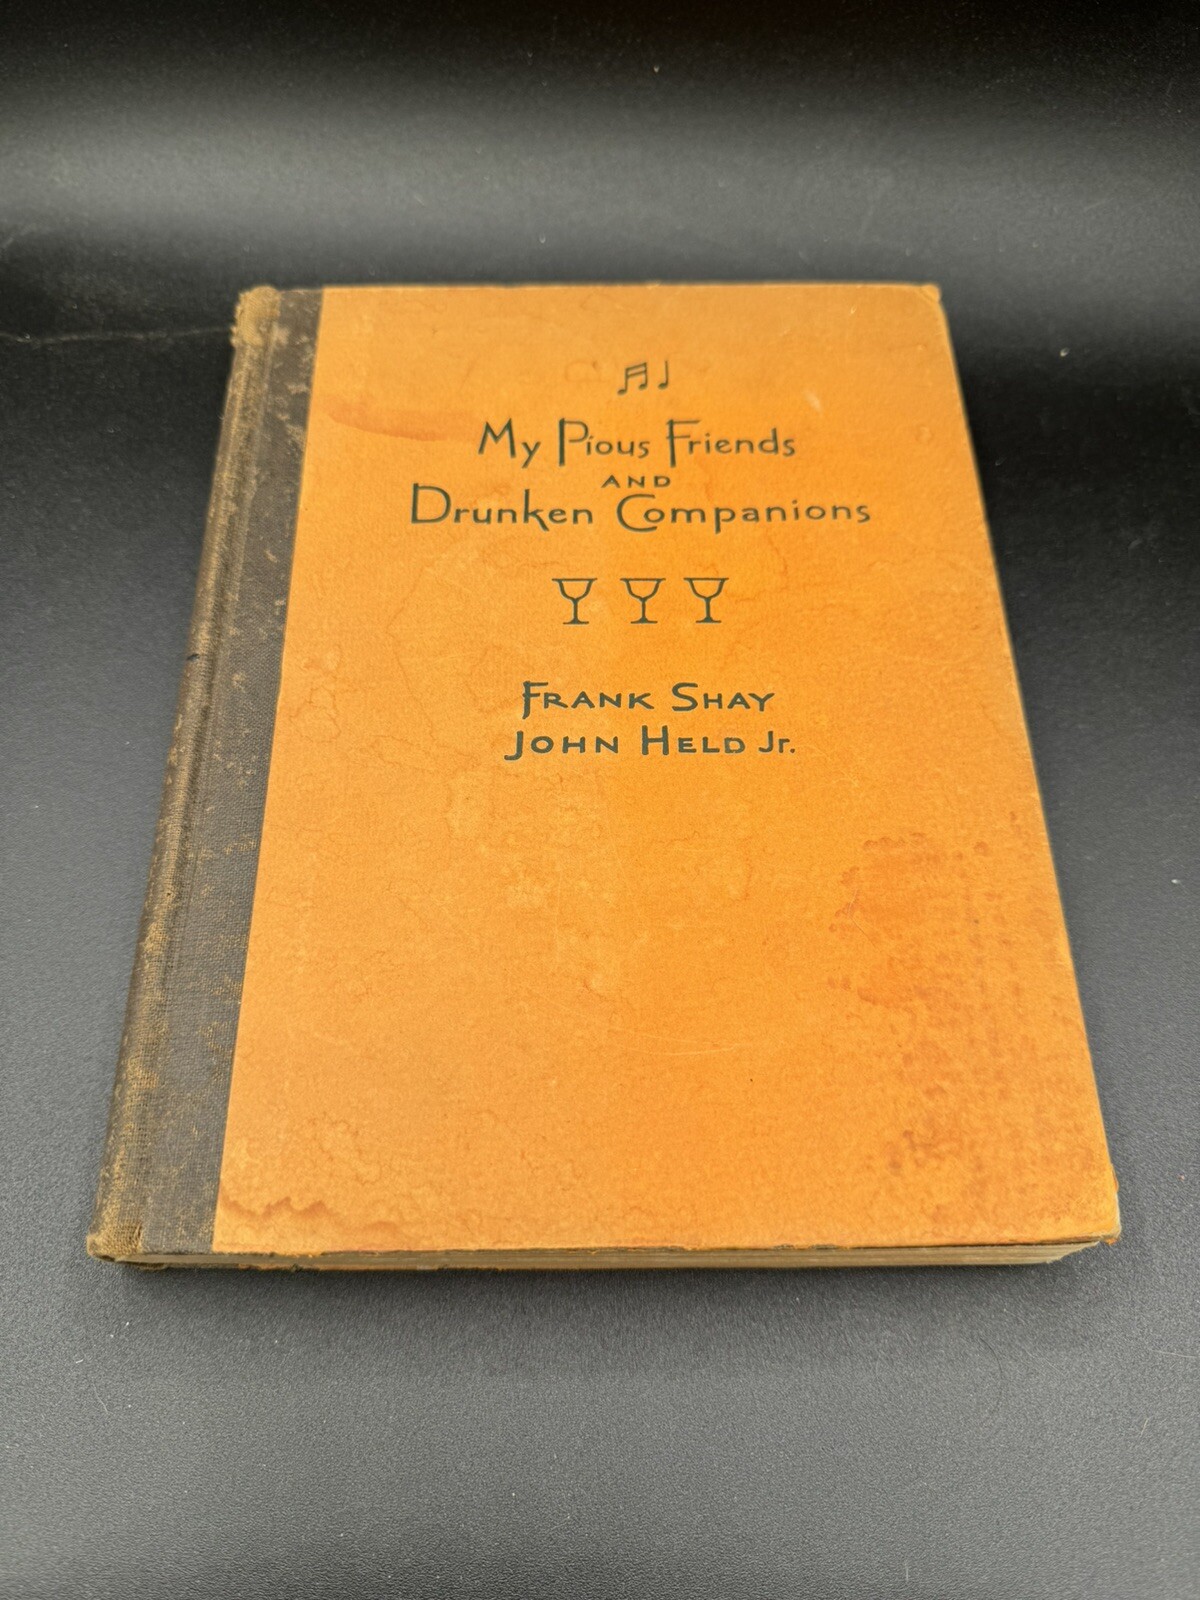 My Pious Friends
AND
Drunken Companions
FRANK SHAY
JOHN HELD Jr.